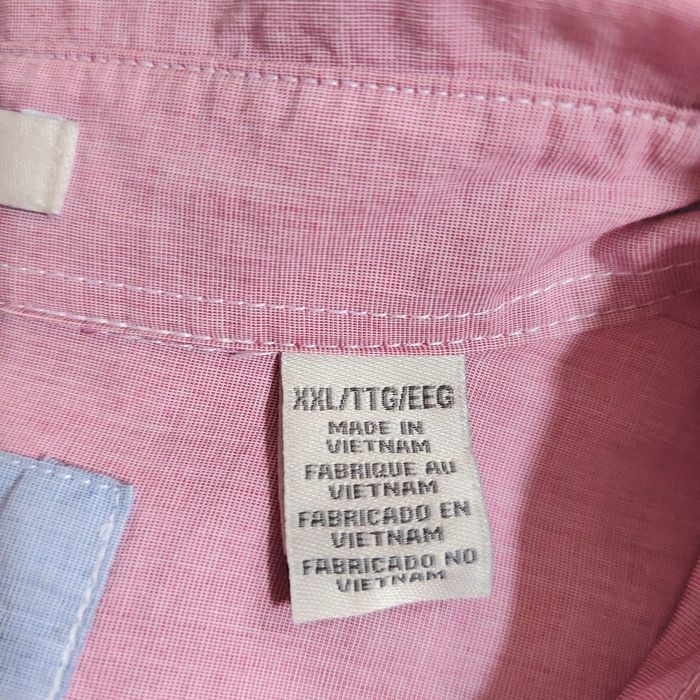 XXL/TTG/EEG
MADE IN
VIETNAM
FABRIQUE AU
VIETNAM
FABRICADO EN
VIETNAM
FABRICADO NO
VIETNAM